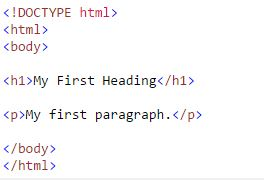 <!DOCTYPE html>
<html>
<body>

<h1>My First Heading</h1>

<p>My first paragraph.</p>

</body>
</html>